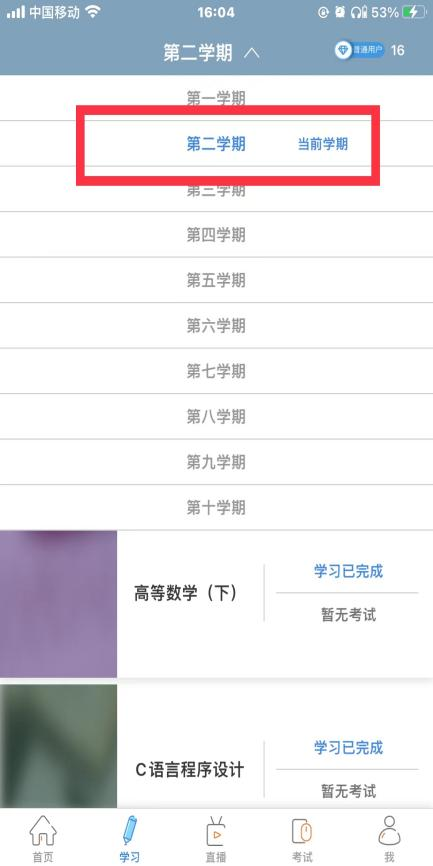 中国移动 16:04 53%
第二学期 普通用户 16
第一学期
第二学期 当前学期
第三学期
第四学期
第五学期
第六学期
第七学期
第八学期
第九学期
第十学期
高等数学（下）
学习已完成
暂无考试
C语言程序设计
学习已完成
暂无考试
首页 学习 直播 考试 我